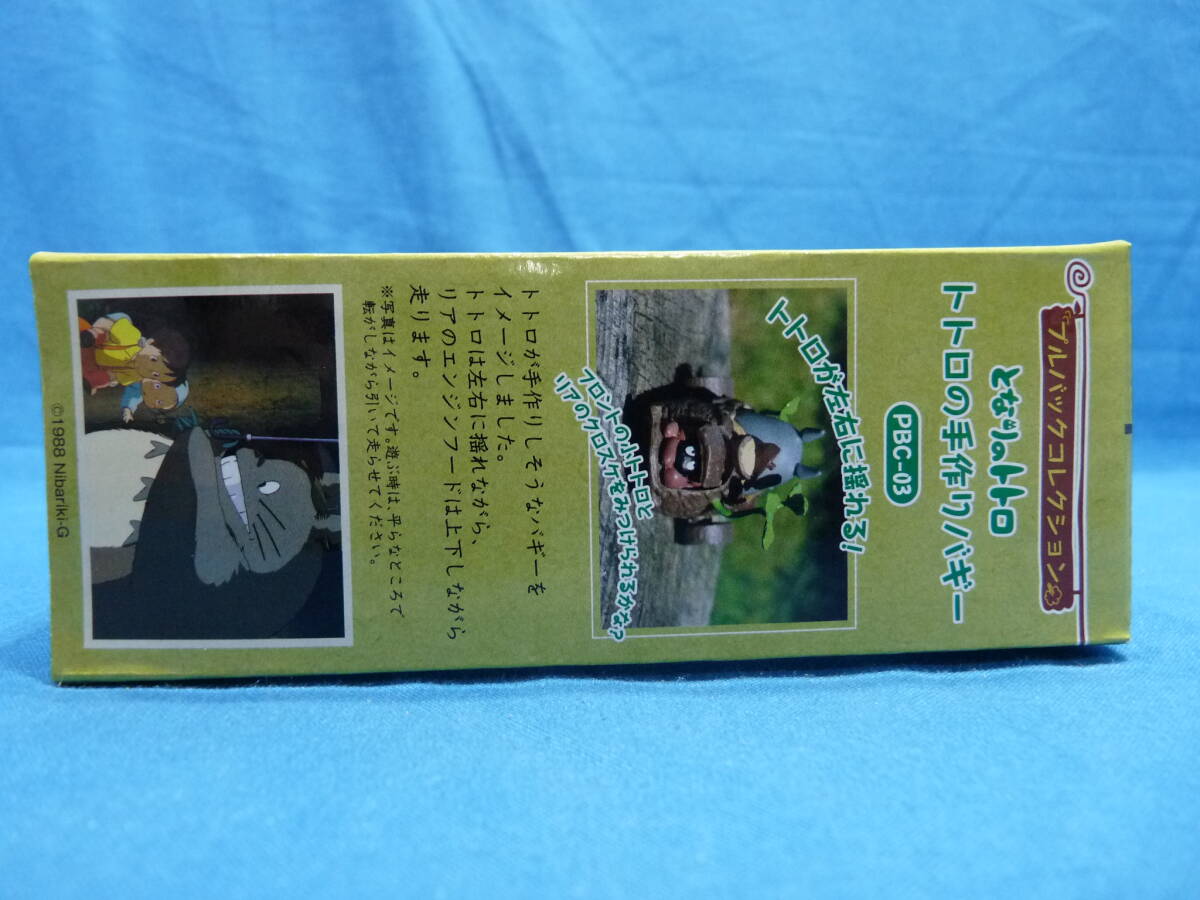 プルバックコレクション
となりのトトロ
トトロの手作りバギー
PBC-03
トトロが左右に揺れる!
フロントの小トトロと
リアのクロスケをみつけられるかな?
トトロが手作りしそうなバギーを
イメージしました。
トトロは左右に揺れながら、
リアのエンジンフードは上下しながら
走ります。
※写真はイメージです。遊ぶ時は、平らなところで
転がしながら引いて走らせてください。
©1988 Nibariki-G